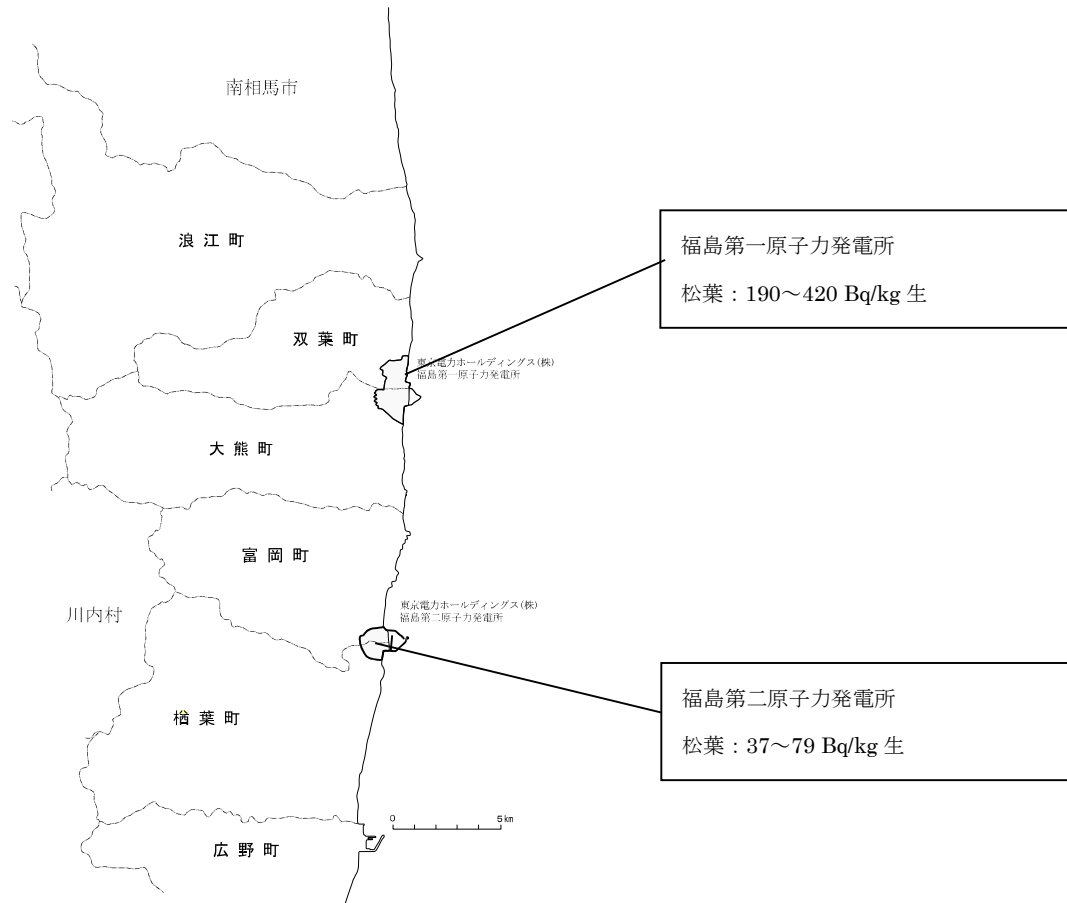 南相馬市
浪江町
福島第一原子力発電所
松葉：190～420 Bq/kg 生
双葉町
東京電力ホールディングス(株)
福島第一原子力発電所
大熊町
富岡町
川内村
東京電力ホールディングス(株)
福島第二原子力発電所
福島第二原子力発電所
松葉：37～79 Bq/kg 生
楢葉町
0 5km
広野町